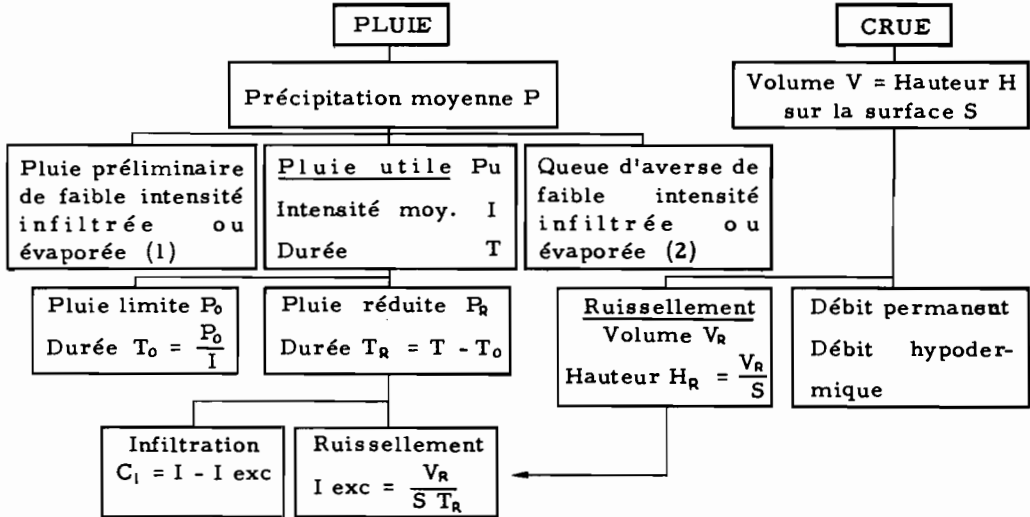 PLUIE
CRUE
Précipitation moyenne P
Volume V = Hauteur H
sur la surface S
Pluie préliminaire
de faible intensité
infiltrée ou
évaporée (1)
Pluie utile Pu
Intensité moy. I
Durée T
Queue d'averse de
faible intensité
infiltrée ou
évaporée (2)
Pluie limite P₀
Durée T₀ = P₀/I
Pluie réduite P_R
Durée T_R = T - T₀
Ruissellement
Volume V_R
Hauteur H_R = V_R/S
Débit permanent
Débit hypoder-
mique
Infiltration
C₁ = I - I exc
Ruissellement
I exc = V_R/S T_R